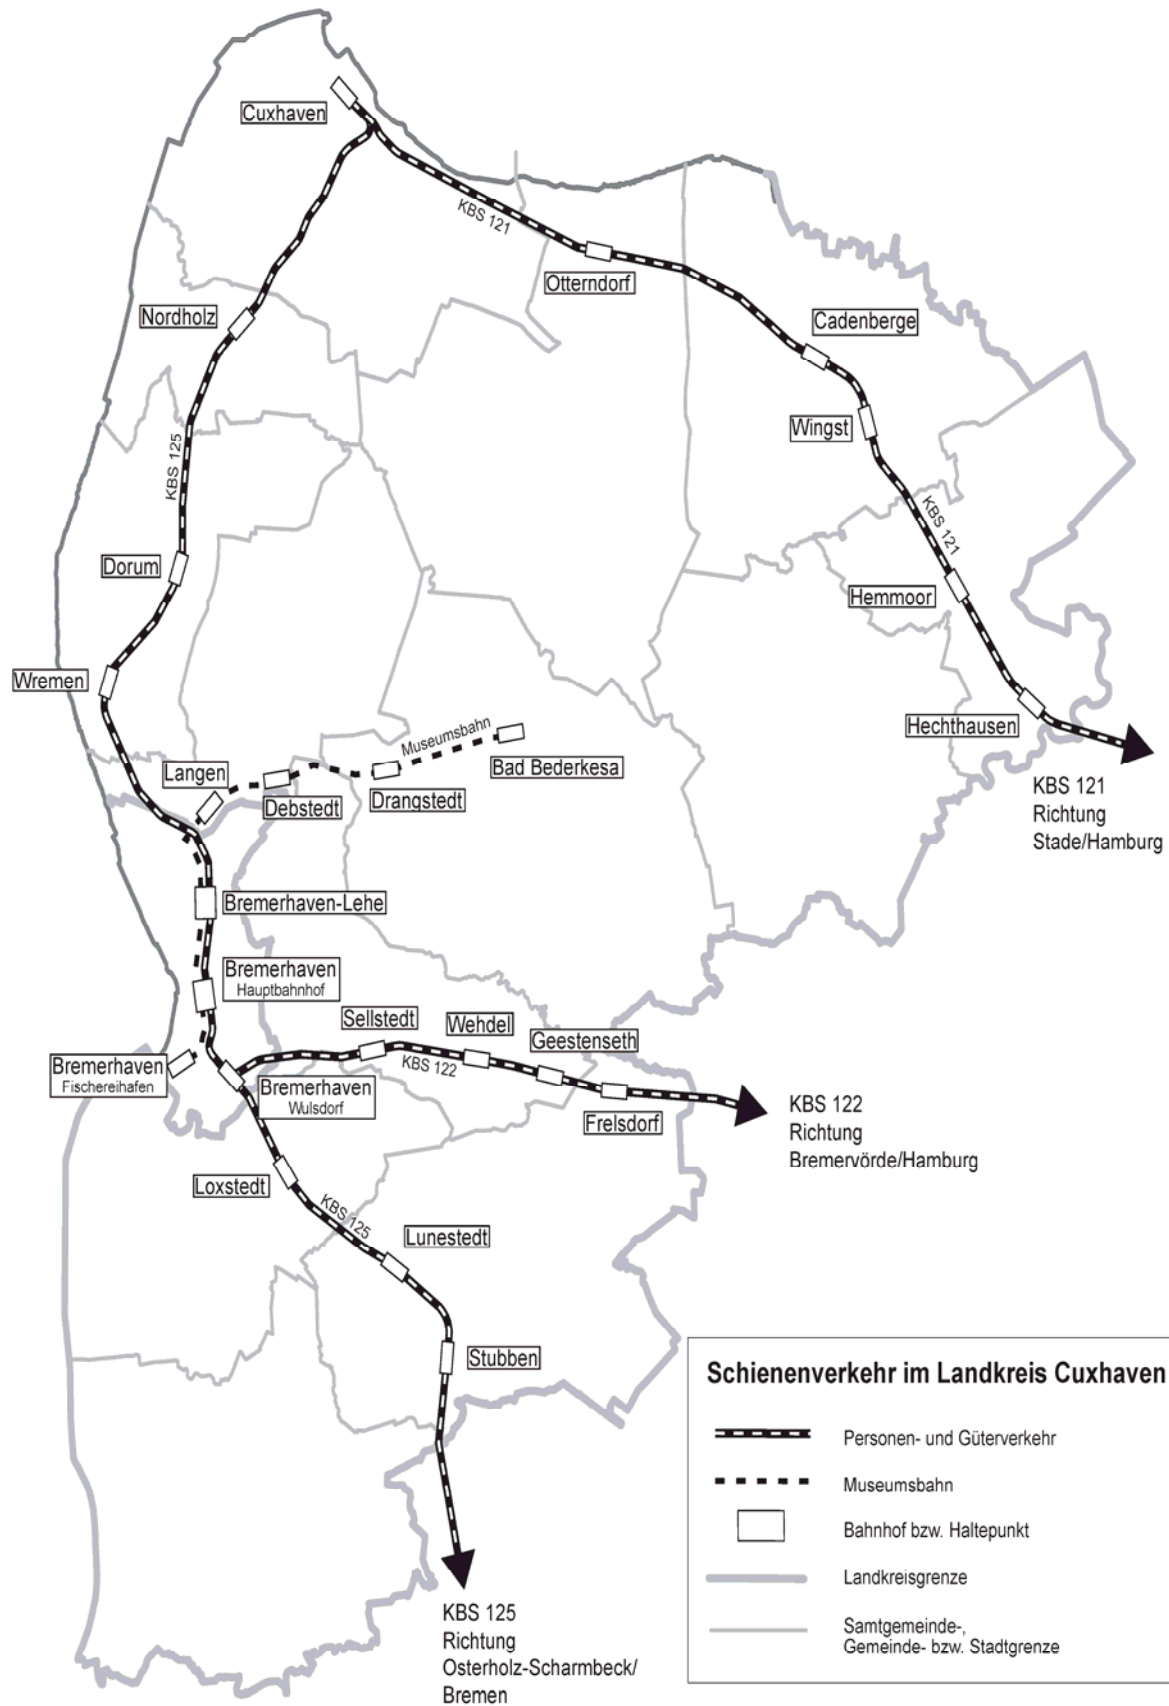 Cuxhaven
KBS 121
Otterndorf
Nordholz
Cadenberge
Wingst
KBS 125
KBS 121
Dorum
Hemmoor
Wremen
Hechthausen
Museumsbahn
Langen
Bad Bederkesa
Debstedt
Drangstedt
KBS 121
Richtung
Stade/Hamburg
Bremerhaven-Lehe
Bremerhaven
Hauptbahnhof
Sellstedt
Wehdel
Geestenseth
Bremerhaven
Fischereihafen
KBS 122
Bremerhaven
Wulsdorf
Frelsdorf
KBS 122
Richtung
Bremervörde/Hamburg
Loxstedt
KBS 125
Lunestedt
Stubben
KBS 125
Richtung
Osterholz-Scharmbeck/
Bremen
Schienenverkehr im Landkreis Cuxhaven
Personen- und Güterverkehr
Museumsbahn
Bahnhof bzw. Haltepunkt
Landkreisgrenze
Samtgemeinde-,
Gemeinde- bzw. Stadtgrenze